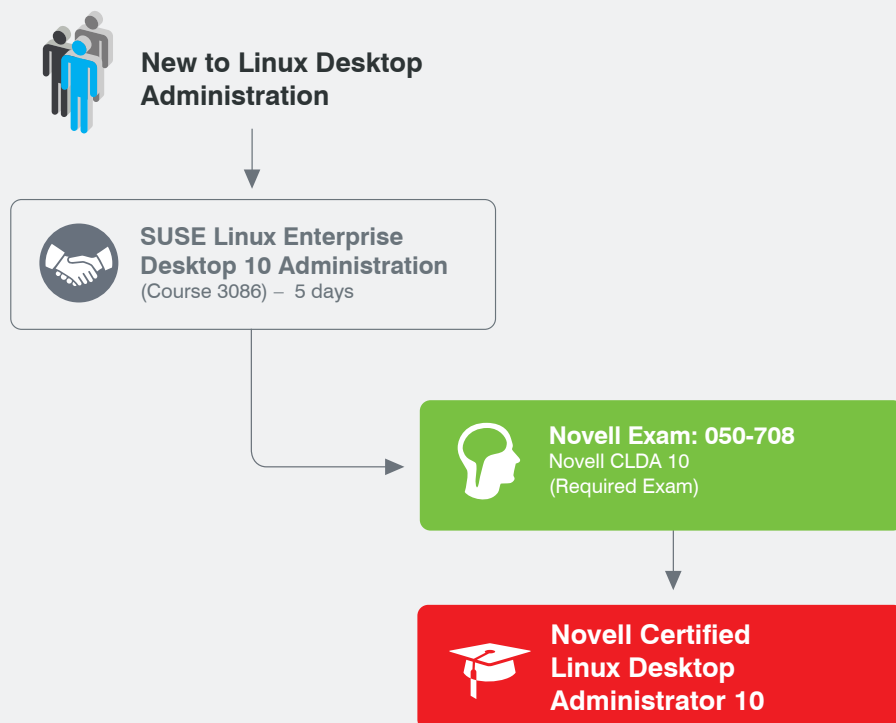 New to Linux Desktop
Administration
SUSE Linux Enterprise
Desktop 10 Administration
(Course 3086) – 5 days
Novell Exam: 050-708
Novell CLDA 10
(Required Exam)
Novell Certified
Linux Desktop
Administrator 10